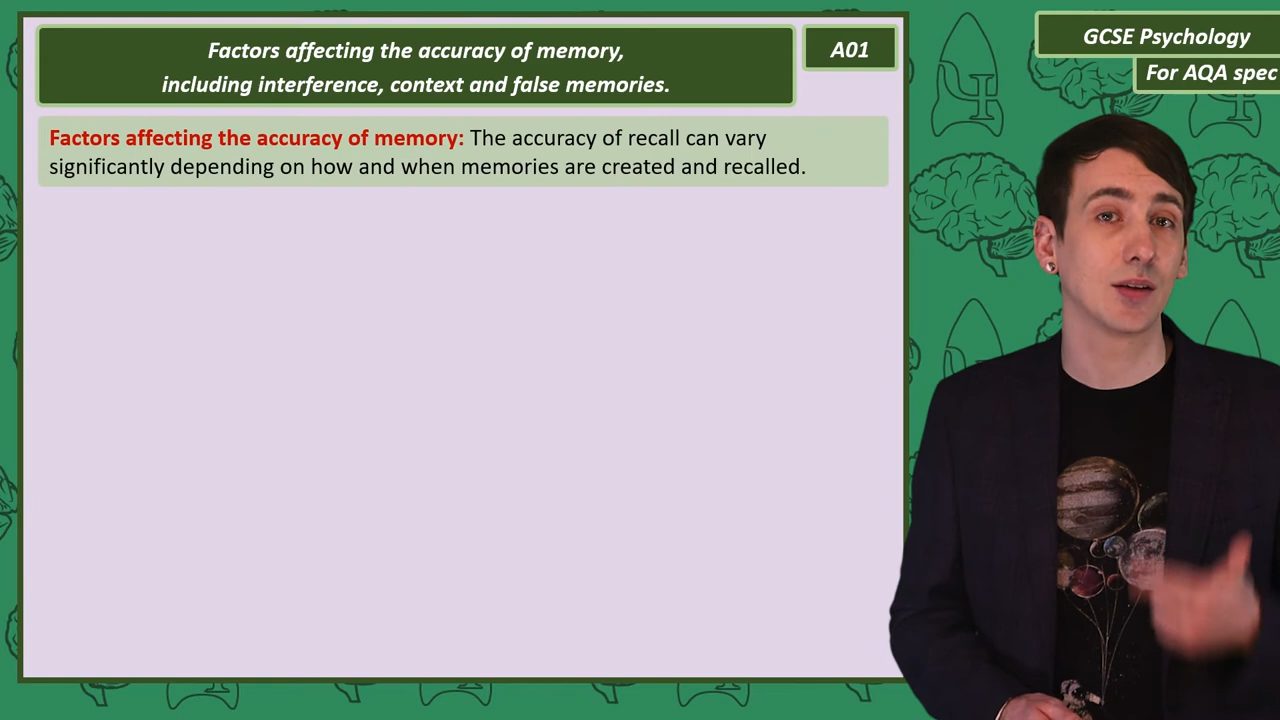 Factors affecting the accuracy of memory,
including interference, context and false memories.
A01
GCSE Psychology
For AQA spec
Factors affecting the accuracy of memory: The accuracy of recall can vary
significantly depending on how and when memories are created and recalled.